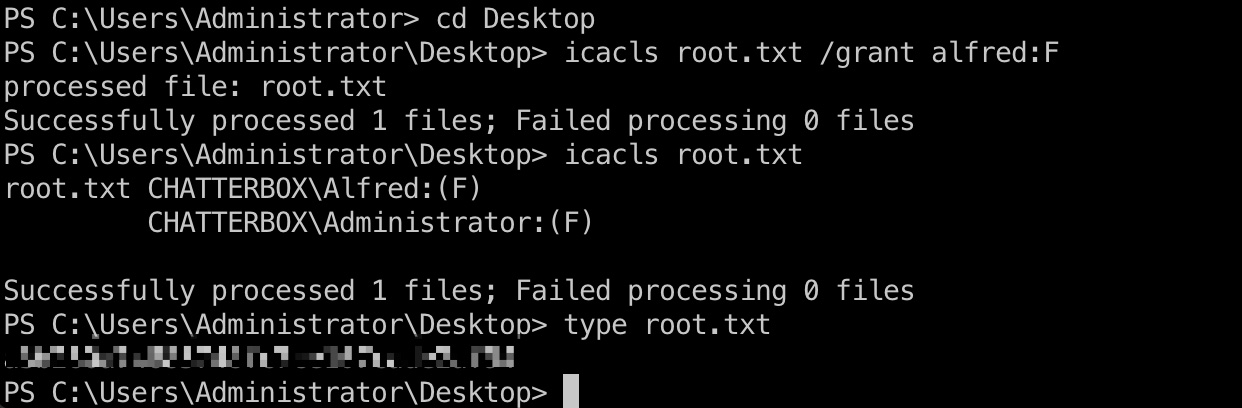 PS C:\Users\Administrator> cd Desktop
PS C:\Users\Administrator\Desktop> icacls root.txt /grant alfred:F
processed file: root.txt
Successfully processed 1 files; Failed processing 0 files
PS C:\Users\Administrator\Desktop> icacls root.txt
root.txt CHATTERBOX\Alfred:(F)
         CHATTERBOX\Administrator:(F)

Successfully processed 1 files; Failed processing 0 files
PS C:\Users\Administrator\Desktop> type root.txt
PS C:\Users\Administrator\Desktop>